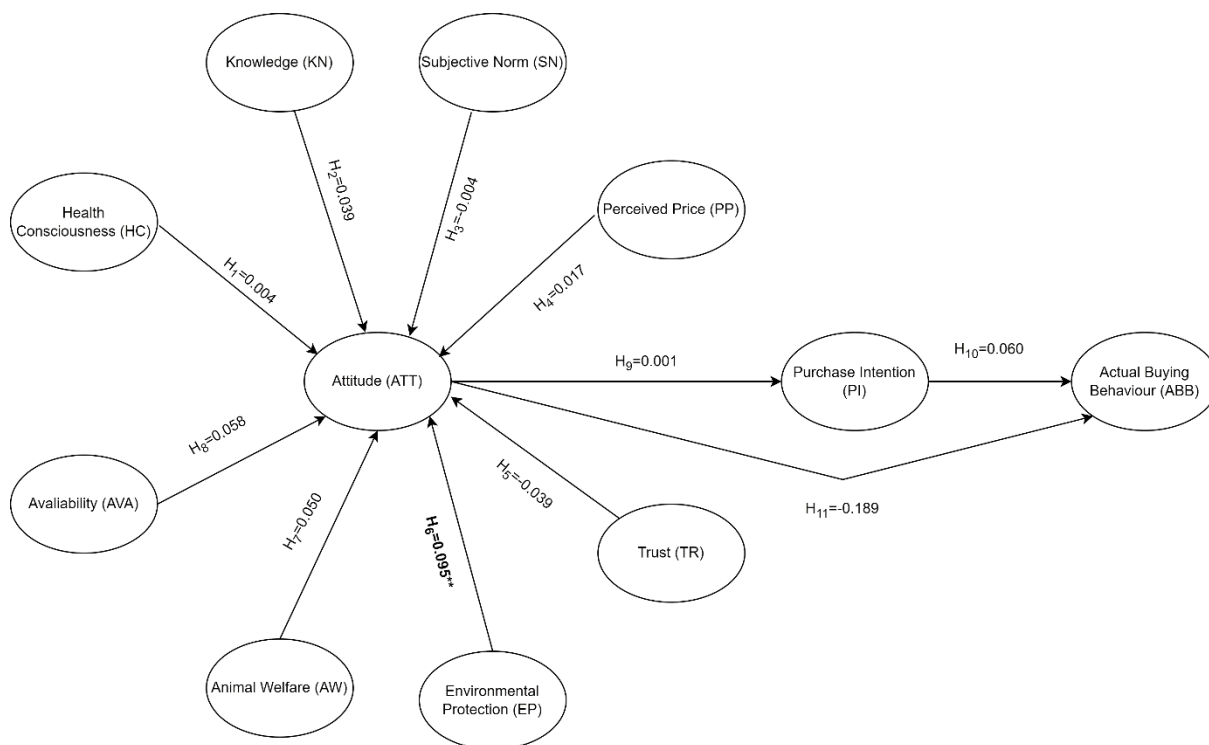 Knowledge (KN)
Subjective Norm (SN)
H2=0.039
H3=-0.004
Health
Consciousness (HC)
Perceived Price (PP)
H1=0.004
H4=0.017
Attitude (ATT)
H9=0.001
Purchase Intention
(PI)
H10=0.060
Actual Buying
Behaviour (ABB)
H8=0.058
Avaliability (AVA)
H7=0.050
H6=0.095**
H5=-0.039
H11=-0.189
Trust (TR)
Animal Welfare (AW)
Environmental
Protection (EP)